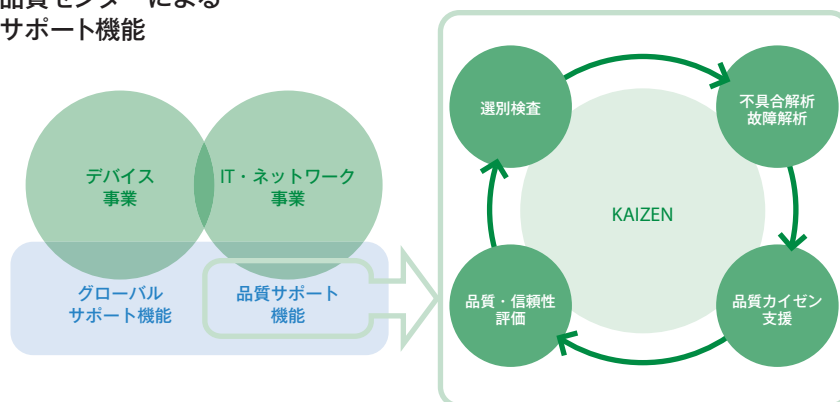 品質センターによる
サポート機能
デバイス
事業
IT・ネットワーク
事業
グローバル
サポート機能
品質サポート
機能
選別検査
不具合解析
故障解析
KAIZEN
品質・信頼性
評価
品質カイゼン
支援